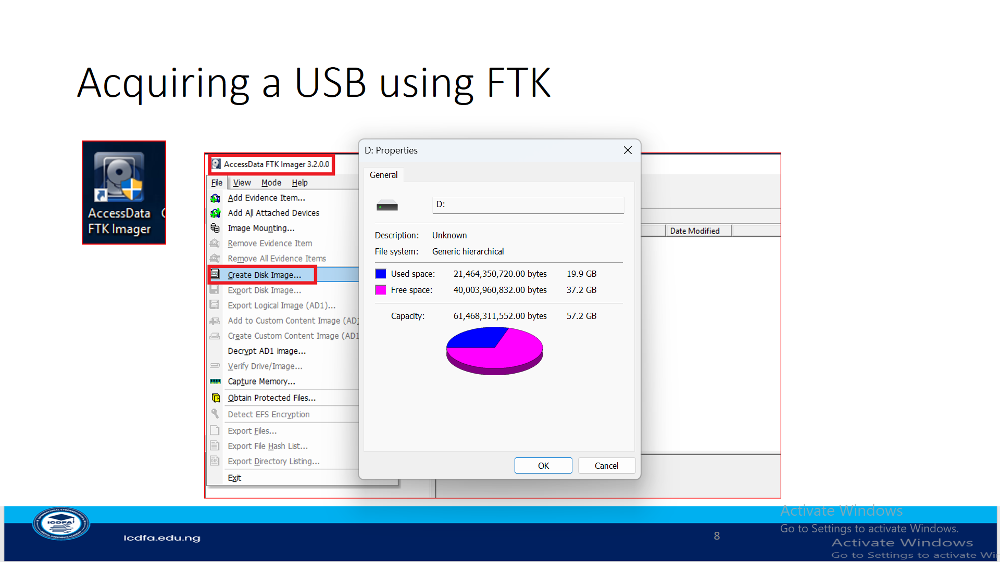 Acquiring a USB using FTK
AccessData
FTK Imager
AccessData FTK Imager 3.2.0.0
File View Mode Help
Add Evidence Item...
Add All Attached Devices
Image Mounting...
Remove Evidence Item
Remove All Evidence Items
Create Disk Image...
Export Disk Image...
Export Logical Image (AD1)...
Add to Custom Content Image (AD
Create Custom Content Image (AD1
Decrypt AD1 image...
Verify Drive/Image...
Capture Memory...
Obtain Protected Files...
Detect EFS Encryption
Export Files...
Export File Hash List...
Export Directory Listing...
Exit
D: Properties
General
D:
Description: Unknown
File system: Generic hierarchical
Used space: 21,464,350,720.00 bytes 19.9 GB
Free space: 40,003,960,832.00 bytes 37.2 GB
Capacity: 61,468,311,552.00 bytes 57.2 GB
OK Cancel
Date Modified
ICDFA
Icdfa.edu.ng
8
Activate Windows
Go to Settings to activate Windows.
Activate Windows
Go to Settings to activate Wi